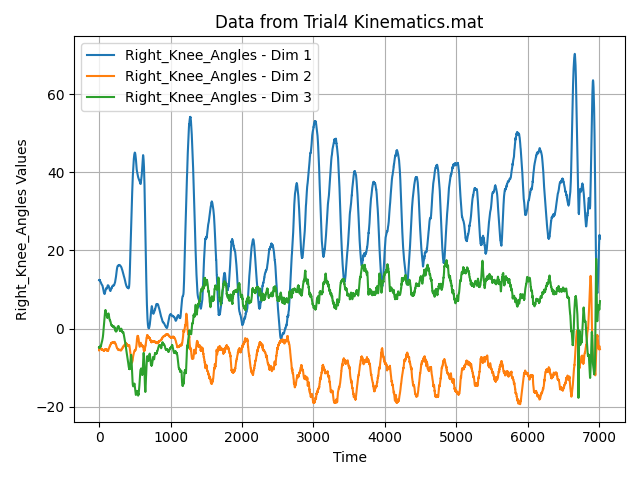 Data from Trial4 Kinematics.mat
Right_Knee_Angles - Dim 1
Right_Knee_Angles - Dim 2
Right_Knee_Angles - Dim 3
Right_Knee_Angles Values
60
40
20
0
−20
0 1000 2000 3000 4000 5000 6000 7000
Time